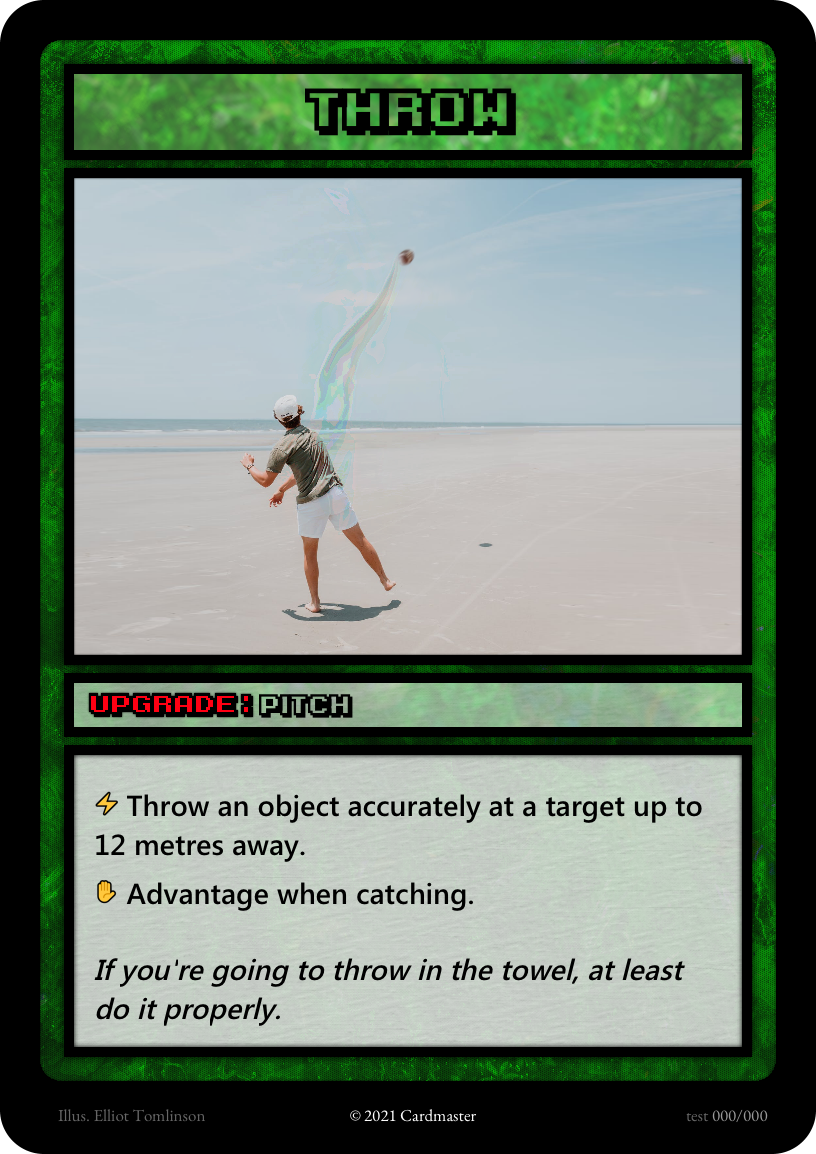 THROW
UPGRADE: PITCH
⚡ Throw an object accurately at a target up to
12 metres away.
✋ Advantage when catching.
If you're going to throw in the towel, at least
do it properly.
Illus. Elliot Tomlinson
© 2021 Cardmaster
test 000/000